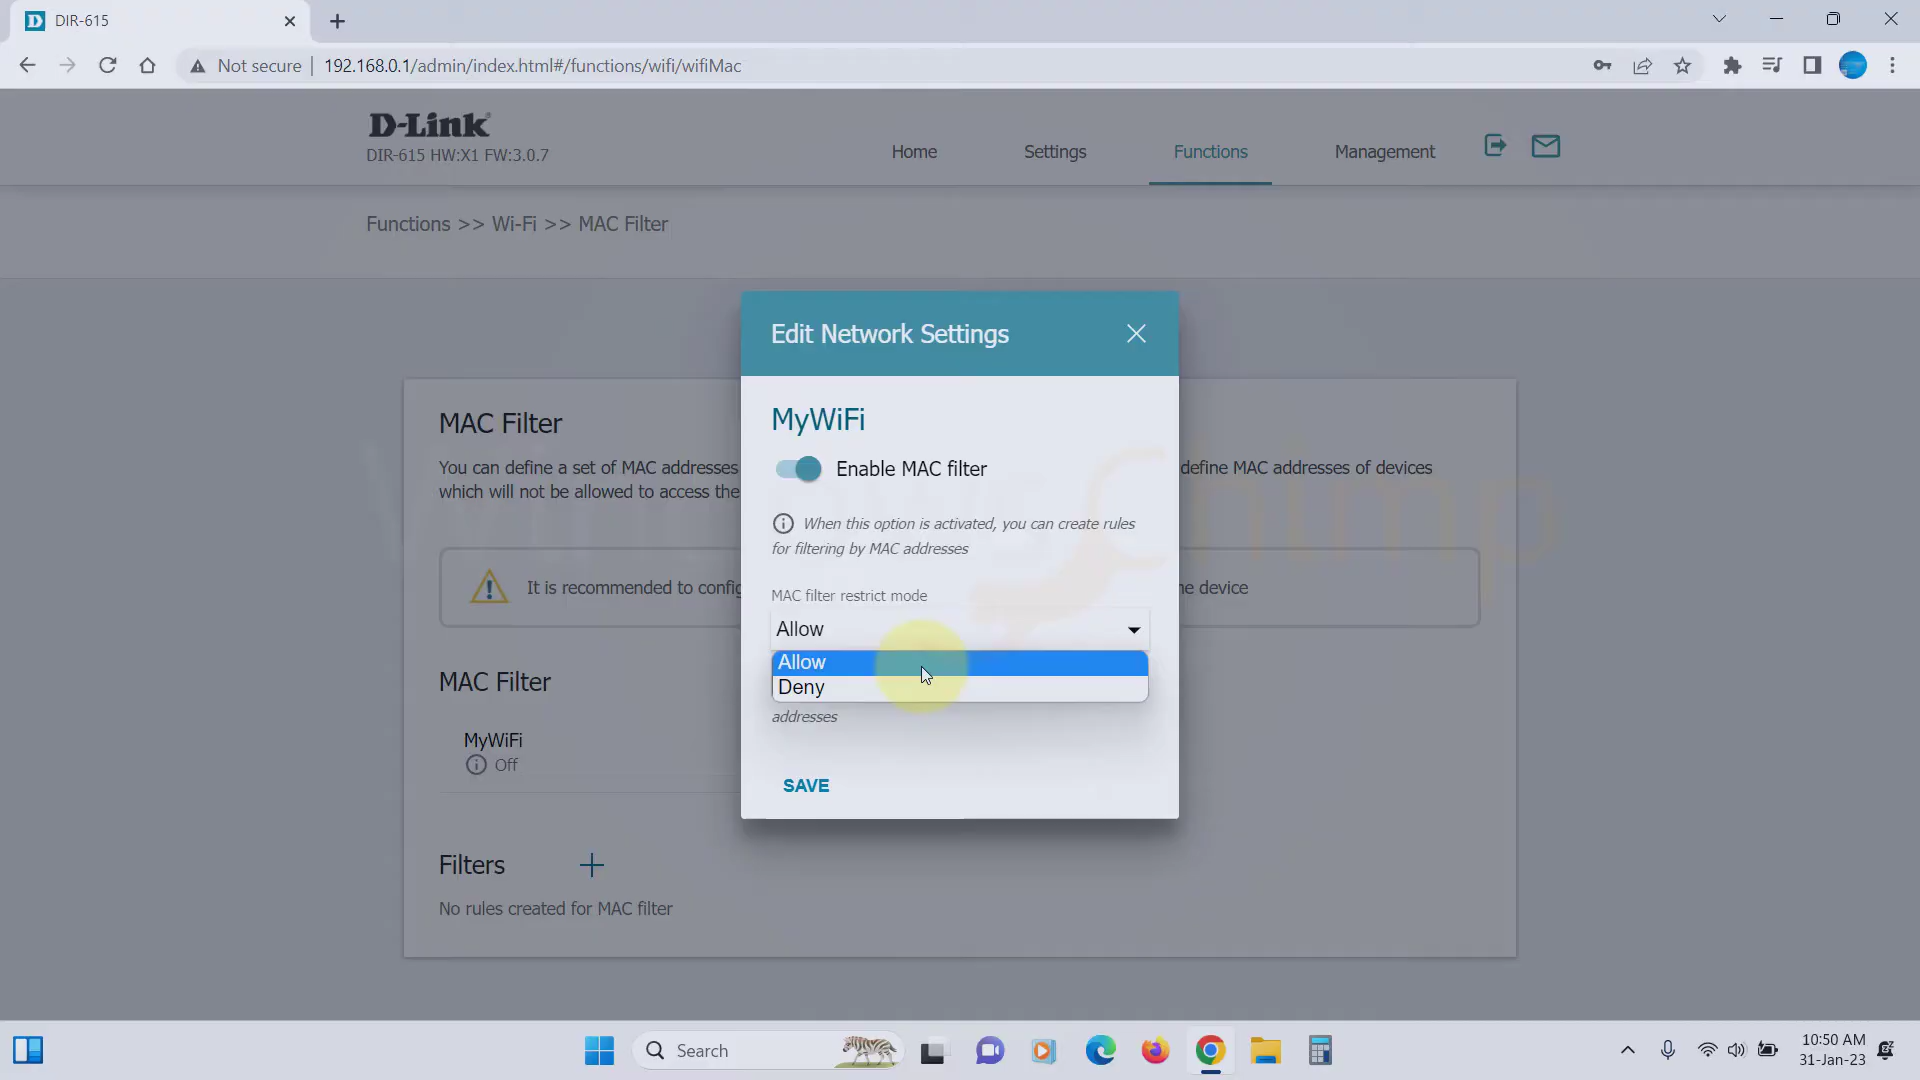 DIR-615
Not secure
192.168.0.1/admin/index.html#/functions/wifi/wifiMac
D-Link
DIR-615 HW:X1 FW:3.0.7
Home
Settings
Functions
Management
Functions >> Wi-Fi >> MAC Filter
Edit Network Settings
MyWiFi
Enable MAC filter
When this option is activated, you can create rules
for filtering by MAC addresses
MAC filter restrict mode
Allow
Allow
Deny
addresses
SAVE
MAC Filter
You can define a set of MAC addresses define MAC addresses of devices
which will not be allowed to access the
It is recommended to config ne device
MAC Filter
MyWiFi
Off
Filters
No rules created for MAC filter
Search
10:50 AM
31-Jan-23